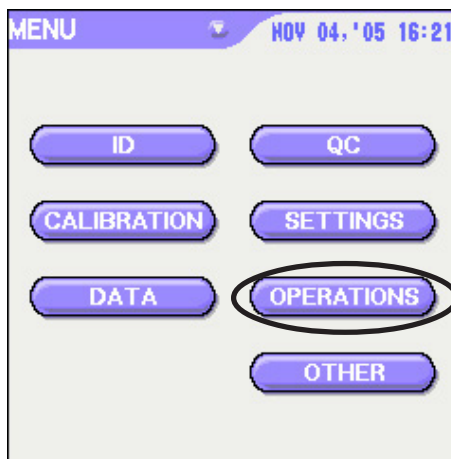 MENU NOV 04,'05 16:21
ID QC
CALIBRATION SETTINGS
DATA OPERATIONS
OTHER